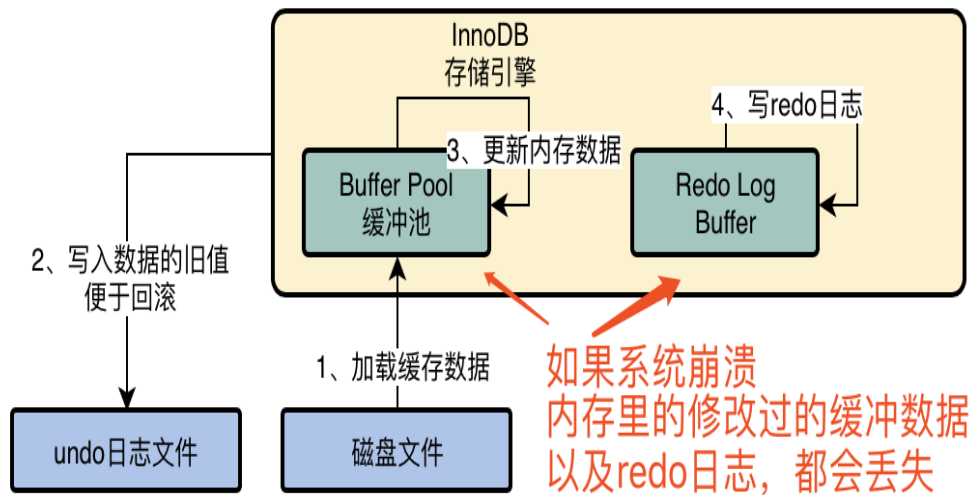 InnoDB
存储引擎
4、写redo日志
3、更新内存数据
Buffer Pool
缓冲池
Redo Log
Buffer
2、写入数据的旧值
便于回滚
1、加载缓存数据
如果系统崩溃
内存里的修改过的缓冲数据
以及redo日志，都会丢失
undo日志文件
磁盘文件